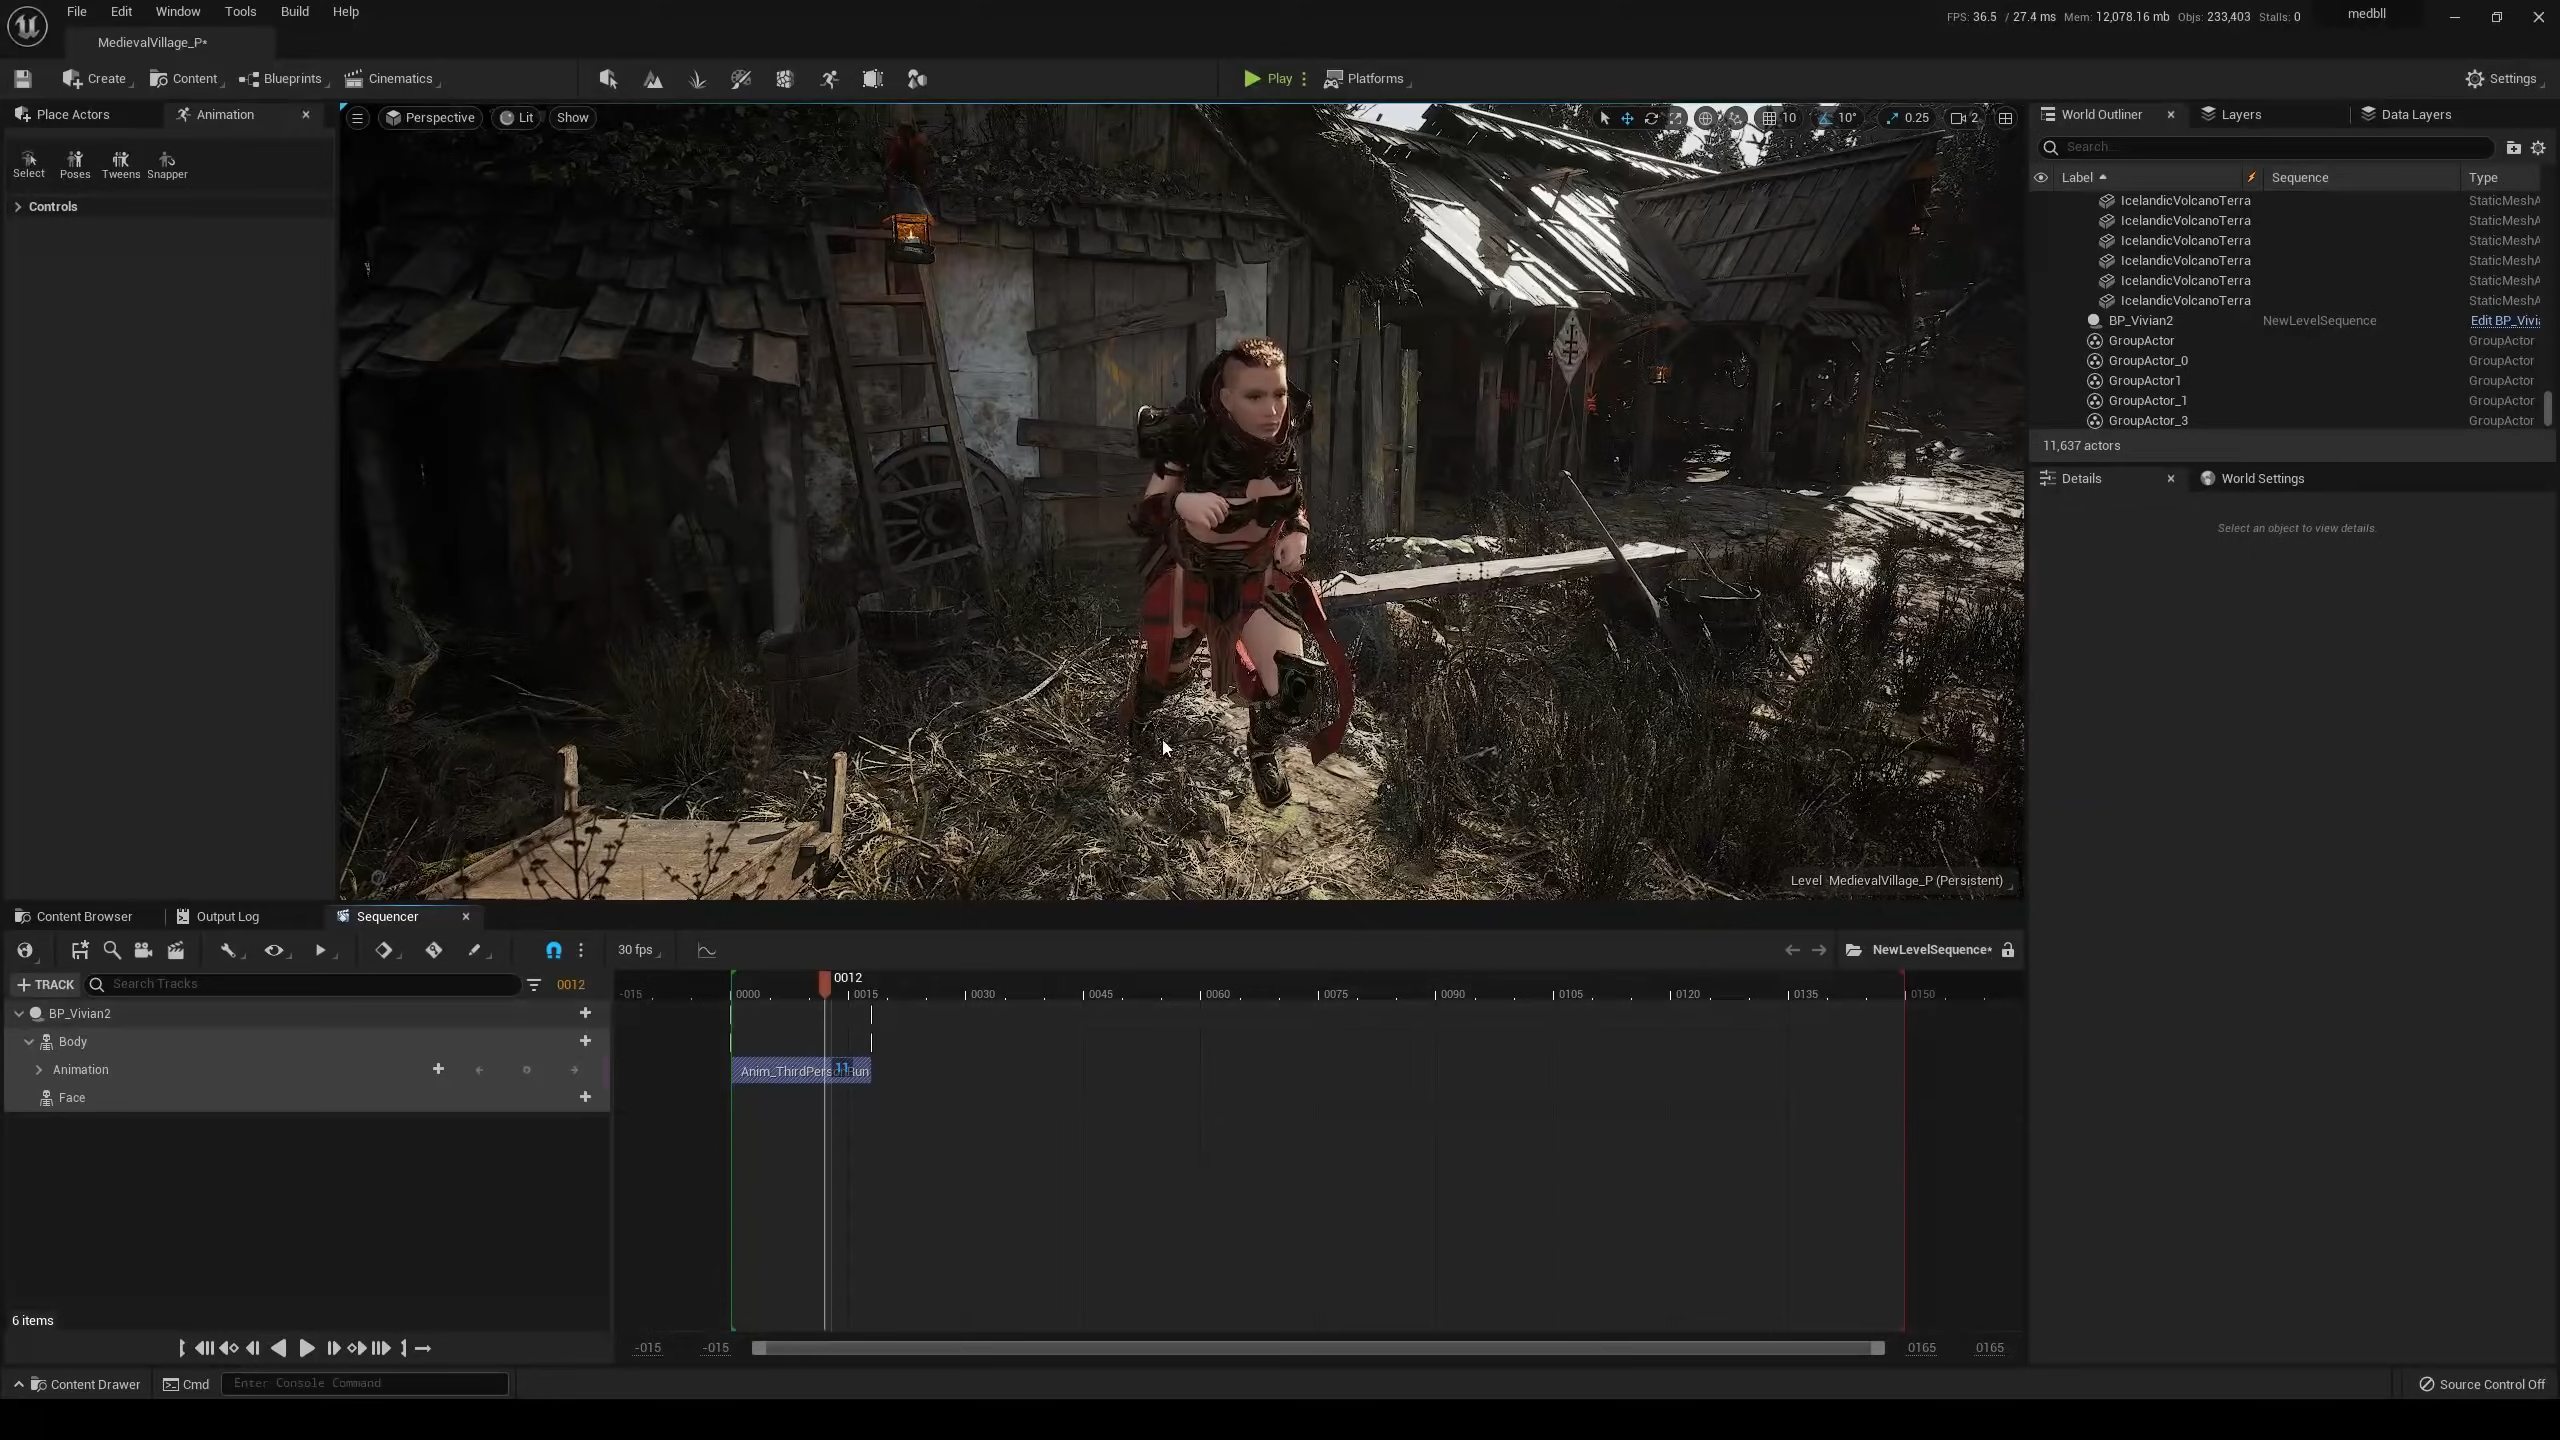 File Edit Window Tools Build Help
FPS: 36.5 / 27.4 ms Mem: 12,078.16 mb Objs: 233,403 Stalls: 0
medbll
MedievalVillage_P*
Create Content Blueprints Cinematics
Play Platforms
Settings
Place Actors Animation
Select Poses Tweens Snapper
Controls
Perspective Lit Show
10 10° 0.25 2
World Outliner Layers Data Layers
Search...
Label Sequence Type
IcelandicVolcanoTerra StaticMeshA
IcelandicVolcanoTerra StaticMeshA
IcelandicVolcanoTerra StaticMeshA
IcelandicVolcanoTerra StaticMeshA
IcelandicVolcanoTerra StaticMeshA
IcelandicVolcanoTerra StaticMeshA
BP_Vivian2 NewLevelSequence Edit BP_Vivi
GroupActor GroupActor
GroupActor_0 GroupActor
GroupActor1 GroupActor
GroupActor_1 GroupActor
GroupActor_3 GroupActor
11,637 actors
Details World Settings
Select an object to view details.
Level MedievalVillage_P (Persistent)
Content Browser Output Log Sequencer
30 fps
NewLevelSequence*
TRACK Search Tracks 0012
0012
-015 0000 0015 0030 0045 0060 0075 0090 0105 0120 0135 0150
BP_Vivian2
Body
Animation
Face
11
6 items
-015 -015 0165 0165
Content Drawer Cmd Enter Console Command
Source Control Off